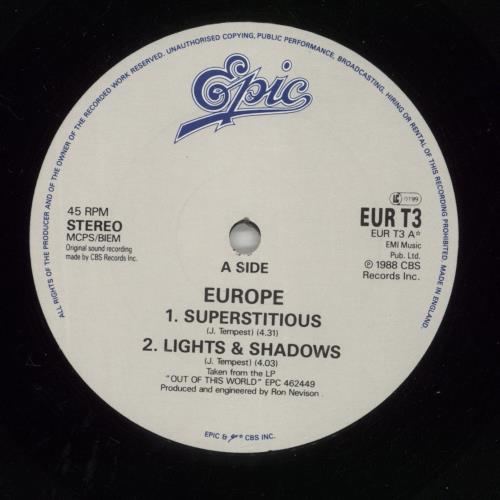 ALL RIGHTS OF THE PRODUCER AND OF THE OWNER OF THE RECORDED WORK RESERVED. UNAUTHORISED COPYING, PUBLIC PERFORMANCE, BROADCASTING, HIRING OR RENTAL OF THIS RECORDING PROHIBITED. MADE IN ENGLAND.
Epic
45 RPM
STEREO
MCPS/BIEM
Original sound recording
made by CBS Records Inc.
LC 0199
EUR T3
EUR T3 A*
EMI Music
Pub. Ltd.
℗ 1988 CBS
Records Inc.
A SIDE
EUROPE
1. SUPERSTITIOUS
(J. Tempest) (4.31)
2. LIGHTS & SHADOWS
(J. Tempest) (4.03)
Taken from the LP
"OUT OF THIS WORLD" EPC 462449
Produced and engineered by Ron Nevison
EPIC & Epic CBS INC.